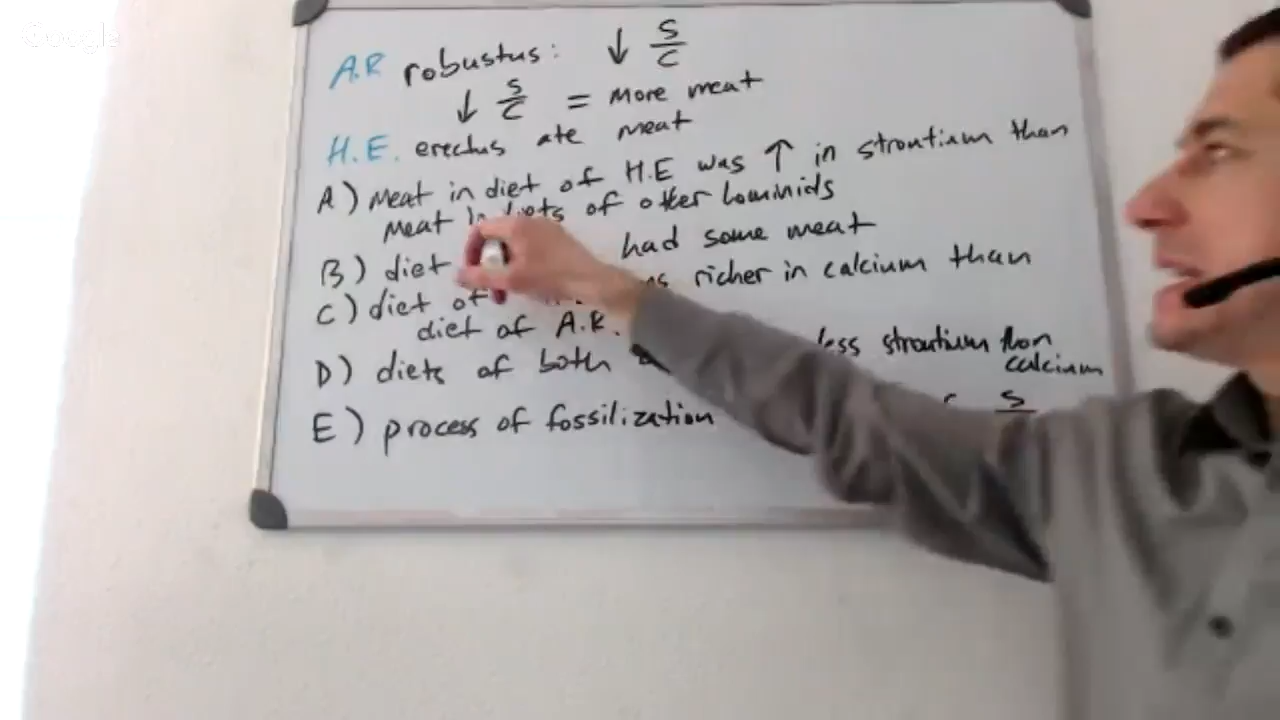 Google
A.R robustus: ↓ S/C
↓ S/C = More meat
H.E. erectus ate meat
A) Meat in diet of H.E was ↑ in strontium than
meat in diets of other hominids
B) diet had some meat
C) diet of richer in calcium than
diet of A.R.
D) diets of both less strontium than
calcium
E) process of fossilization S